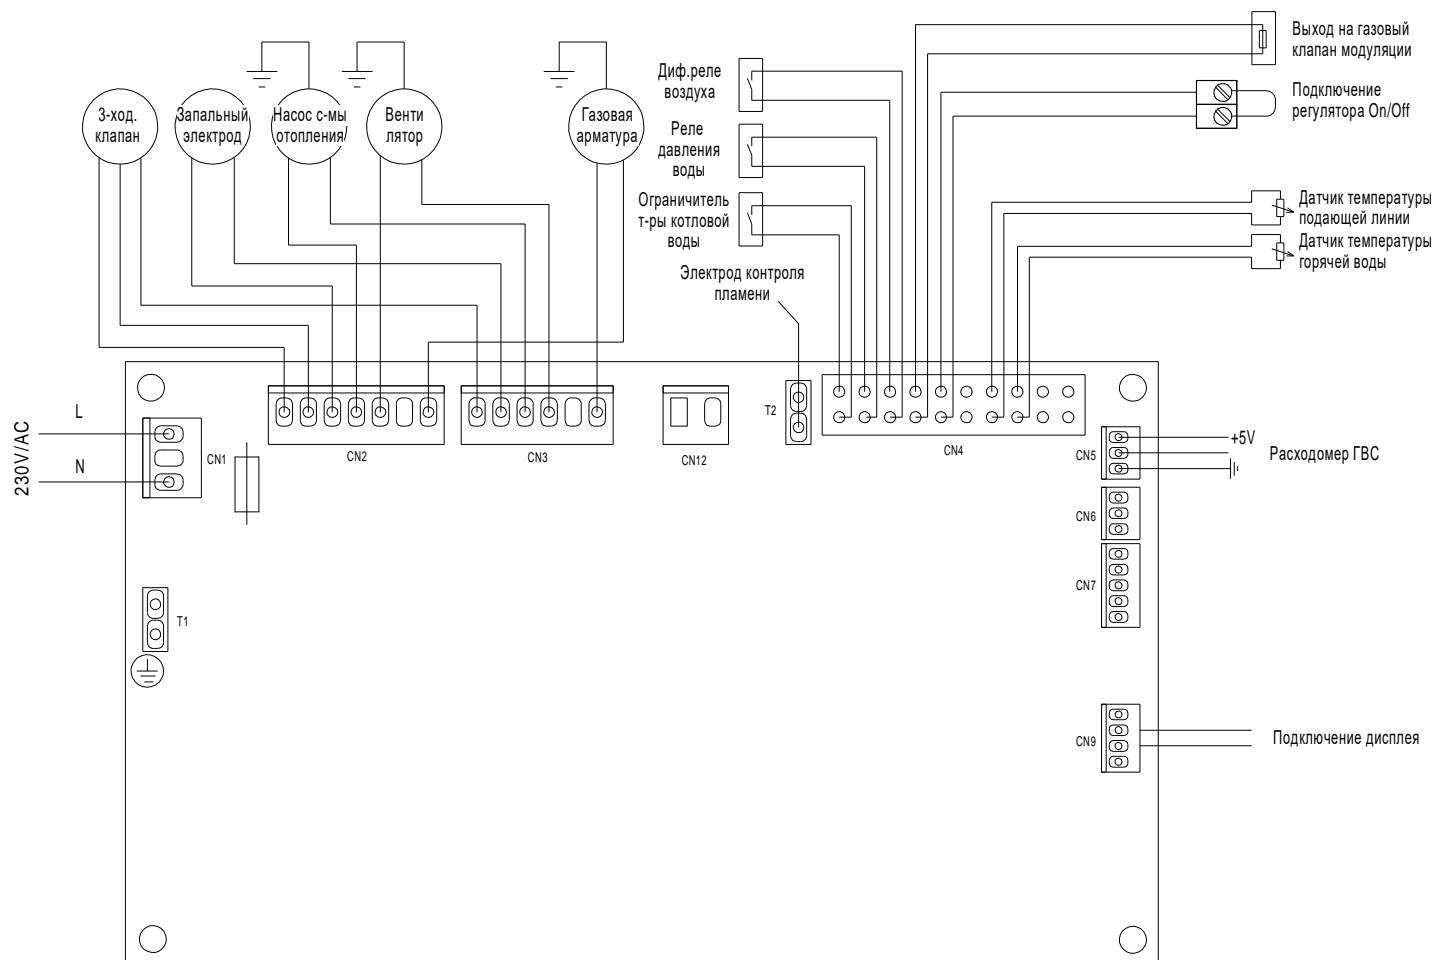 3-ход.
клапан
Запальный
электрод
Насос с-мы
отопления
Венти
лятор
Газовая
арматура
Диф.реле
воздуха
Реле
давления
воды
Ограничитель
т-ры котловой
воды
Электрод контроля
пламени
Выход на газовый
клапан модуляции
Подключение
регулятора On/Off
Датчик температуры
подающей линии
Датчик температуры
горячей воды
230V/AC
L
N
CN1
CN2
CN3
CN12
T2
CN4
CN5
+5V
Расходомер ГВС
CN6
CN7
T1
CN9
Подключение дисплея